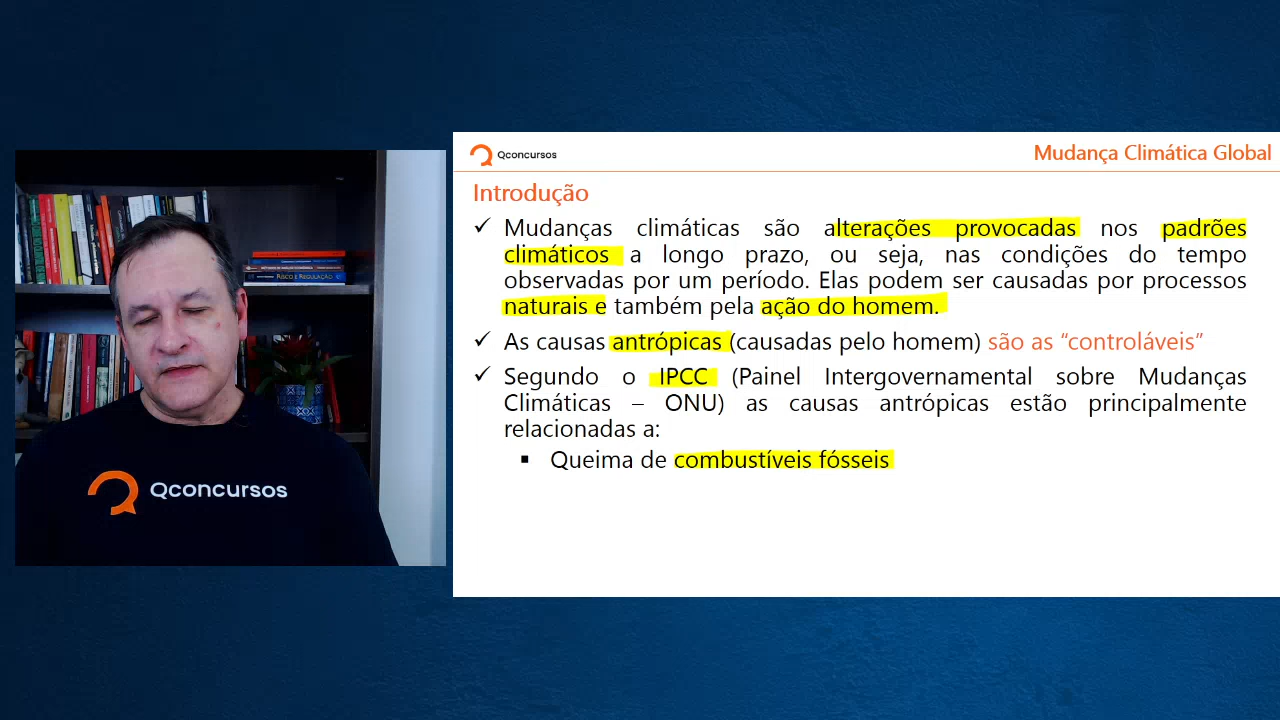 Qconcursos
Mudança Climática Global
Introdução
✓ Mudanças climáticas são alterações provocadas nos padrões
climáticos a longo prazo, ou seja, nas condições do tempo
observadas por um período. Elas podem ser causadas por processos
naturais e também pela ação do homem.
✓ As causas antrópicas (causadas pelo homem) são as “controláveis”
✓ Segundo o IPCC (Painel Intergovernamental sobre Mudanças
Climáticas – ONU) as causas antrópicas estão principalmente
relacionadas a:
▪ Queima de combustíveis fósseis
RISCO E REGULAÇÃO
Qconcursos